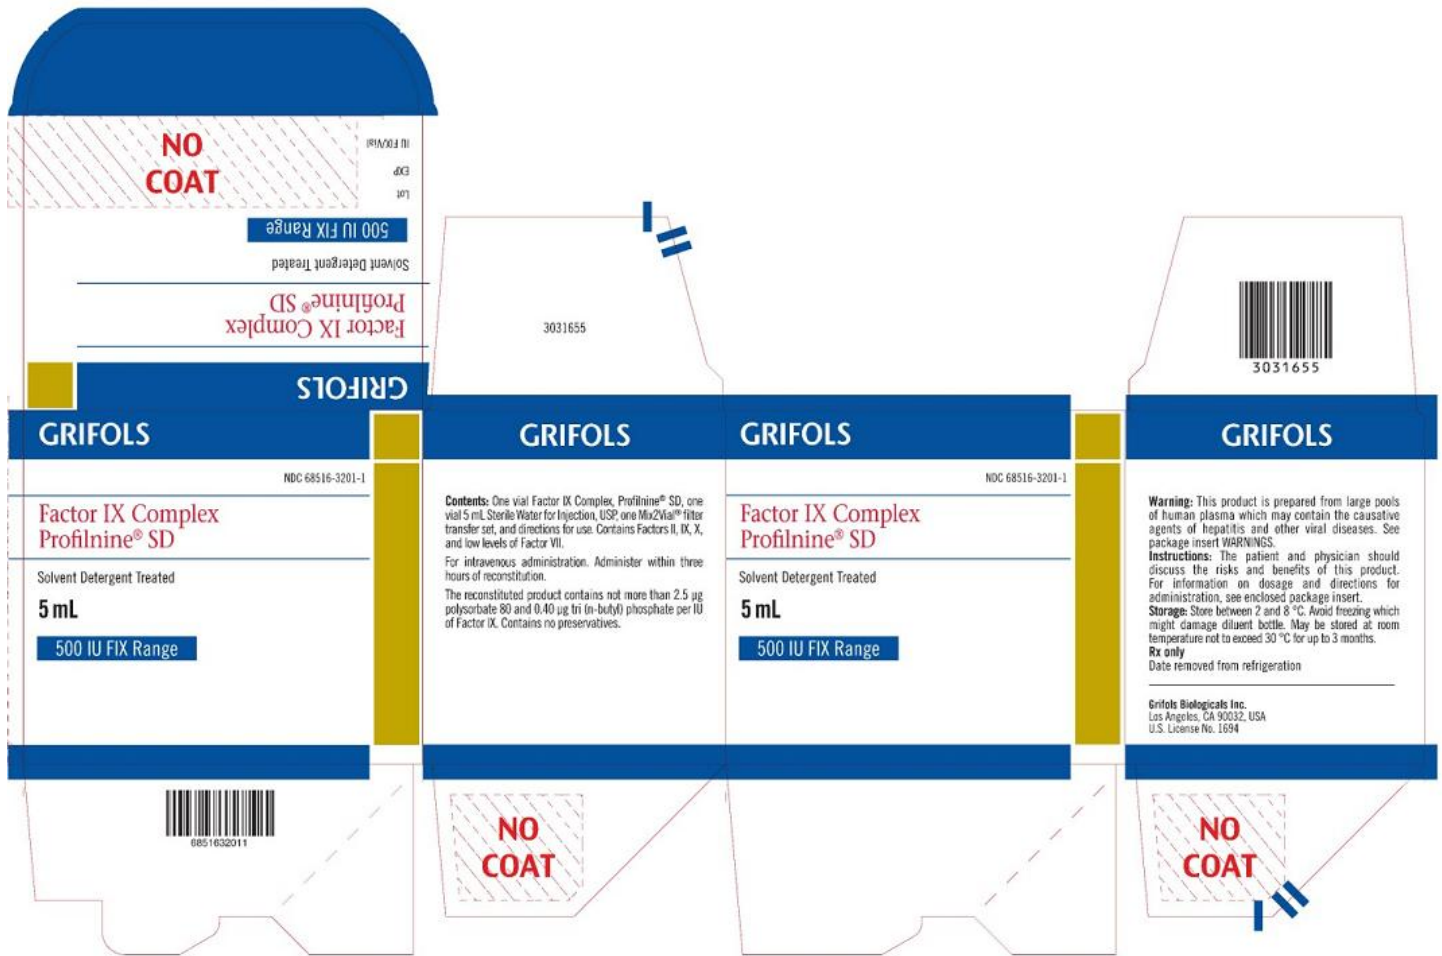 NO
COAT
IU FIX/Vial
EXP
Lot
500 IU FIX Range
Solvent Detergent Treated
Factor IX Complex
Profilnine® SD
GRIFOLS
GRIFOLS
NDC 68516-3201-1
Factor IX Complex
Profilnine® SD
Solvent Detergent Treated
5 mL
500 IU FIX Range
6851632011
3031655
GRIFOLS
Contents: One vial Factor IX Complex, Profilnine® SD, one
vial 5 mL Sterile Water for Injection, USP, one Mix2Vial® filter
transfer set, and directions for use. Contains Factors II, IX, X,
and low levels of Factor VII.
For intravenous administration. Administer within three
hours of reconstitution.
The reconstituted product contains not more than 2.5 µg
polysorbate 80 and 0.40 µg tri (n-butyl) phosphate per IU
of Factor IX. Contains no preservatives.
NO
COAT
GRIFOLS
NDC 68516-3201-1
Factor IX Complex
Profilnine® SD
Solvent Detergent Treated
5 mL
500 IU FIX Range
3031655
GRIFOLS
Warning: This product is prepared from large pools
of human plasma which may contain the causative
agents of hepatitis and other viral diseases. See
package insert WARNINGS.
Instructions: The patient and physician should
discuss the risks and benefits of this product.
For information on dosage and directions for
administration, see enclosed package insert.
Storage: Store between 2 and 8 °C. Avoid freezing which
might damage diluent bottle. May be stored at room
temperature not to exceed 30 °C for up to 3 months.
Rx only
Date removed from refrigeration
Grifols Biologicals Inc.
Los Angeles, CA 90032, USA
U.S. License No. 1694
NO
COAT